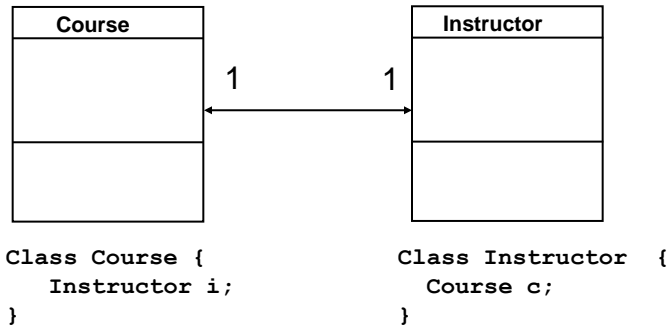 Course
Instructor
1
1
Class Course {
Instructor i;
}
Class Instructor {
Course c;
}